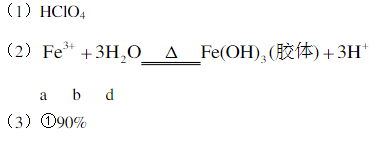 （1）HClO₄
（2）Fe³⁺+3H₂O ≜ Fe(OH)₃(胶体)+3H⁺
a b d
（3）①90%